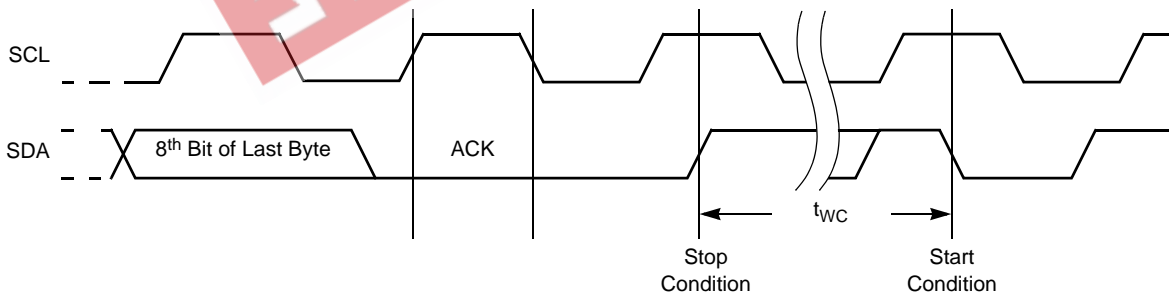 SCL
SDA
8th Bit of Last Byte
ACK
tWC
Stop
Condition
Start
Condition